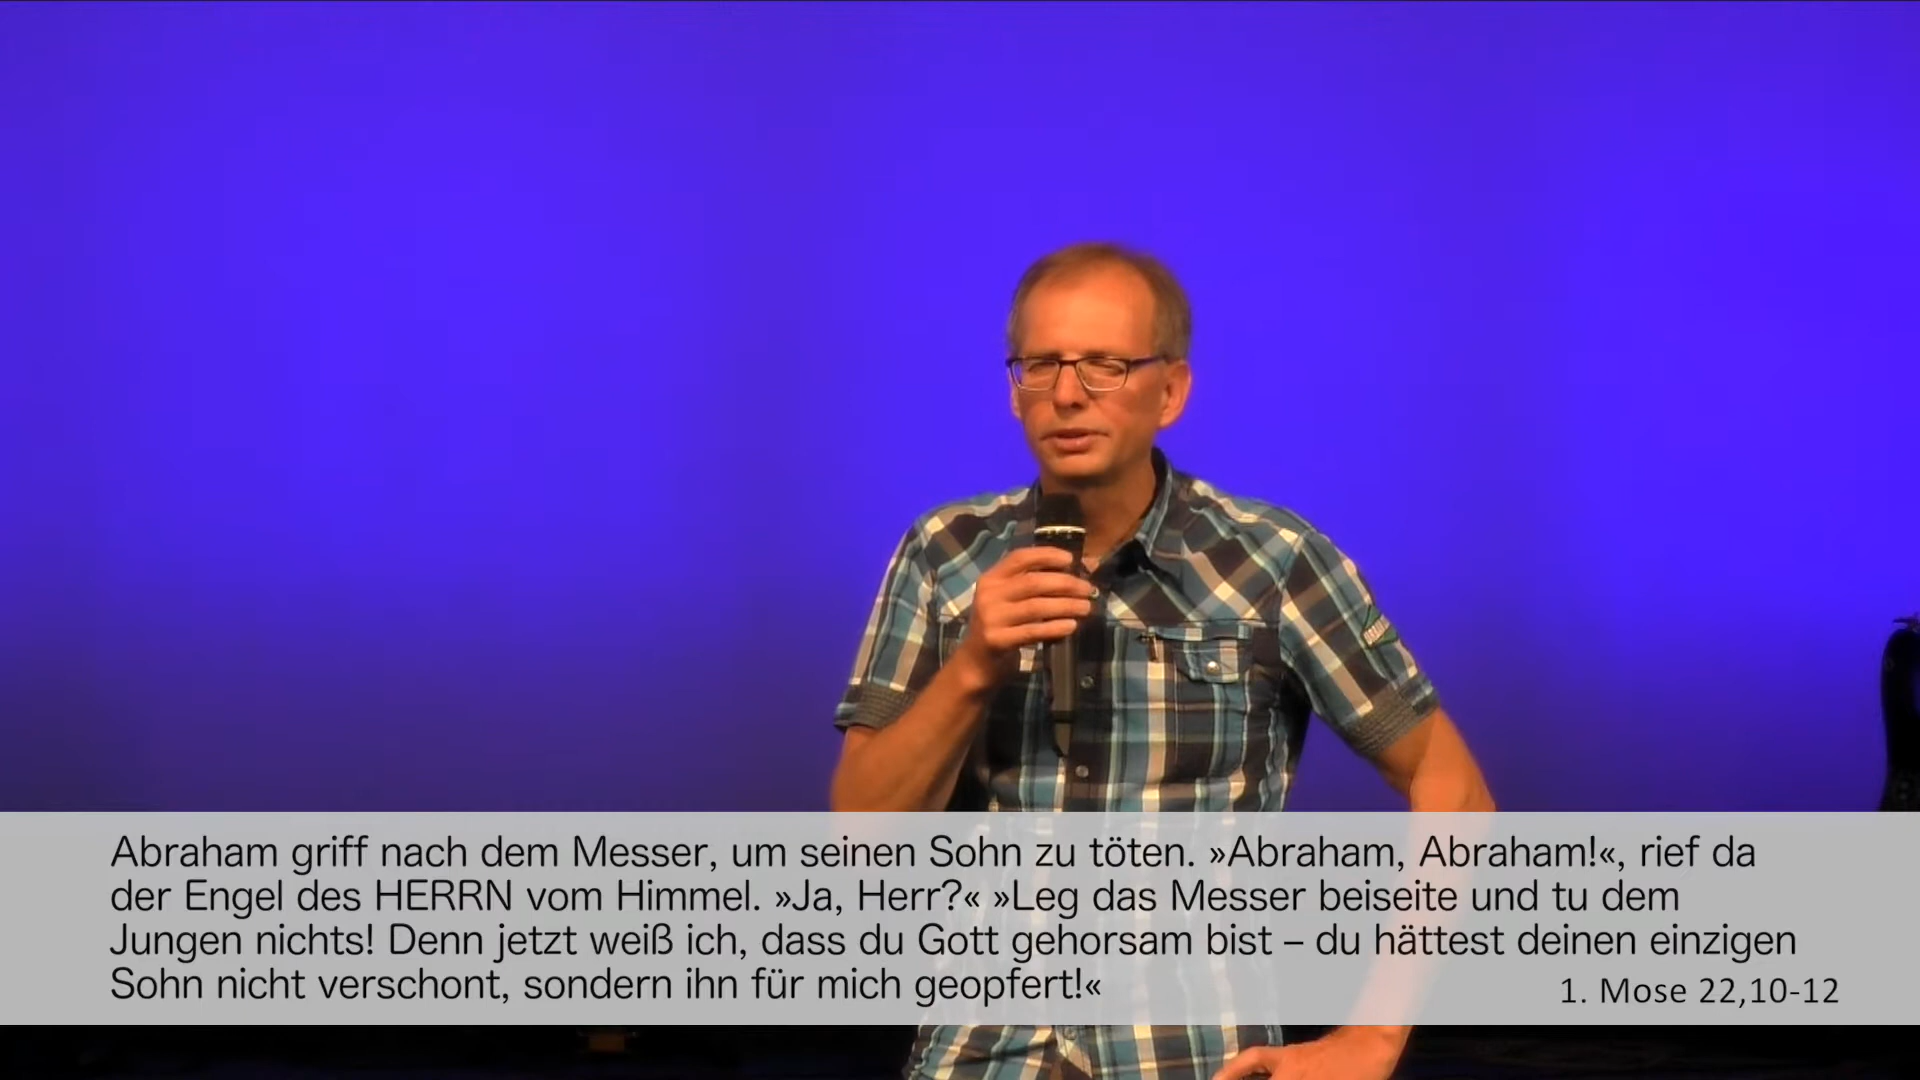 Abraham griff nach dem Messer, um seinen Sohn zu töten. »Abraham, Abraham!«, rief da
der Engel des HERRN vom Himmel. »Ja, Herr?« »Leg das Messer beiseite und tu dem
Jungen nichts! Denn jetzt weiß ich, dass du Gott gehorsam bist – du hättest deinen einzigen
Sohn nicht verschont, sondern ihn für mich geopfert!«
1. Mose 22,10-12